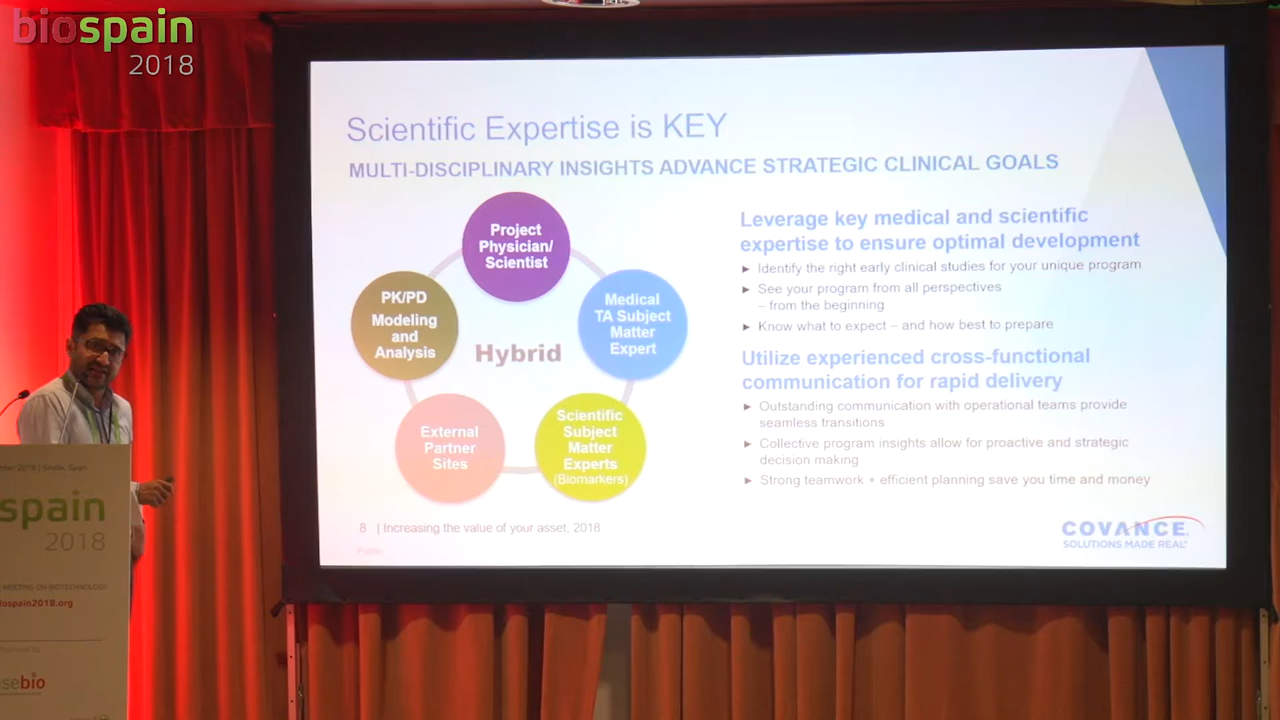 biospain
2018
Scientific Expertise is KEY
MULTI-DISCIPLINARY INSIGHTS ADVANCE STRATEGIC CLINICAL GOALS
Project
Physician/
Scientist
PK/PD
Modeling
and
Analysis
Medical
TA Subject
Matter
Expert
Hybrid
External
Partner
Sites
Scientific
Subject
Matter
Experts
(Biomarkers)
Leverage key medical and scientific
expertise to ensure optimal development
► Identify the right early clinical studies for your unique program
► See your program from all perspectives
– from the beginning
► Know what to expect – and how best to prepare
Utilize experienced cross-functional
communication for rapid delivery
► Outstanding communication with operational teams provide
seamless transitions
► Collective program insights allow for proactive and strategic
decision making
► Strong teamwork + efficient planning save you time and money
8 | Increasing the value of your asset, 2018
Public
COVANCE
SOLUTIONS MADE REAL
spain
2018
MEETING ON BIOTECHNOLOGY
iospain2018.org
sebio